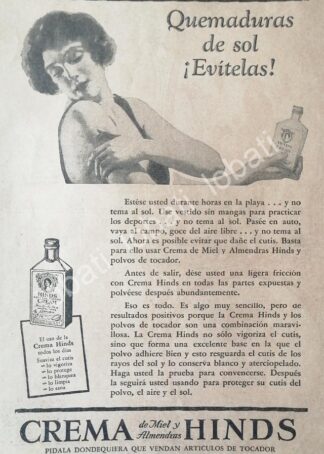 Quemaduras
de sol
¡Evítelas!
Estése usted durante horas en la playa . . . y no
tema al sol. Use vestido sin mangas para practicar
los deportes . . . y no tema al sol. Pasée en auto,
vaya al campo, goce del aire libre . . . y no tema
al sol. Ahora es posible evitar que dañe el cutis. Basta
para ello usar Crema de Miel y Almendras Hinds y
polvos de tocador.
Antes de salir, dése usted una ligera fricción
con Crema Hinds en todas las partes expuestas y
polvéese después abundantemente.
Eso es todo. Es algo muy sencillo, pero de
resultados positivos porque la Crema Hinds y los
polvos de tocador son una combinación maravi-
llosa. La Crema Hinds no sólo vigoriza el cutis,
sino que forma una excelente base en la que el
polvo adhiere bien y esto resguarda el cutis de los
rayos del sol y lo conserva blanco y aterciopelado.
Haga usted la prueba para convencerse. Después
la seguirá usted usando para proteger su cutis del
polvo, el aire y el sol.
HINDS
El uso de la
Crema Hinds
todos los días
Suaviza el cutis
lo vigoriza
lo protege
lo blanquea
lo limpia
lo sana
CREMA de Miel y Almendras HINDS
PIDALA DONDEQUIERA QUE VENDAN ARTICULOS DE TOCADOR